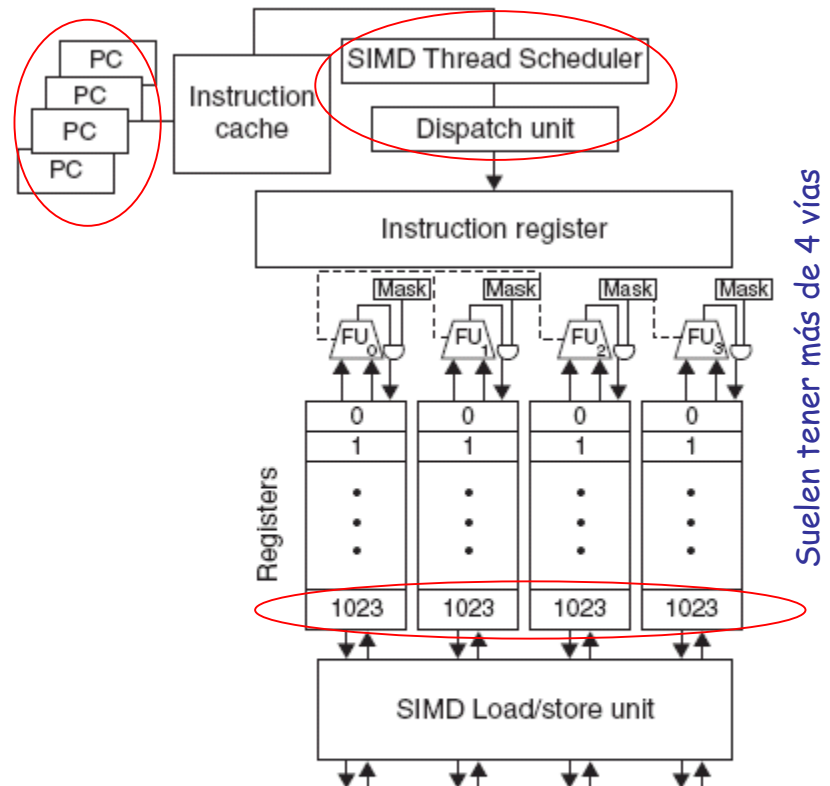 PC
PC
PC
PC
Instruction
cache
SIMD Thread Scheduler
Dispatch unit
Instruction register
Mask
Mask
Mask
Mask
FU0
FU1
FU2
FU3
Registers
0
0
0
0
1
1
1
1
1023
1023
1023
1023
SIMD Load/store unit
Suelen tener más de 4 vías